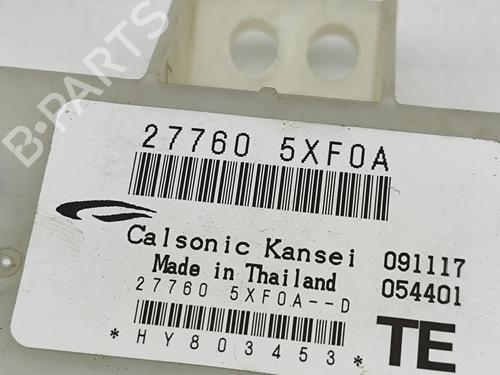 B-PARTS
27760 5XF0A
Calsonic Kansei 091117
Made in Thailand 054401
27760 5XF0A--D
TE
*HY803453*